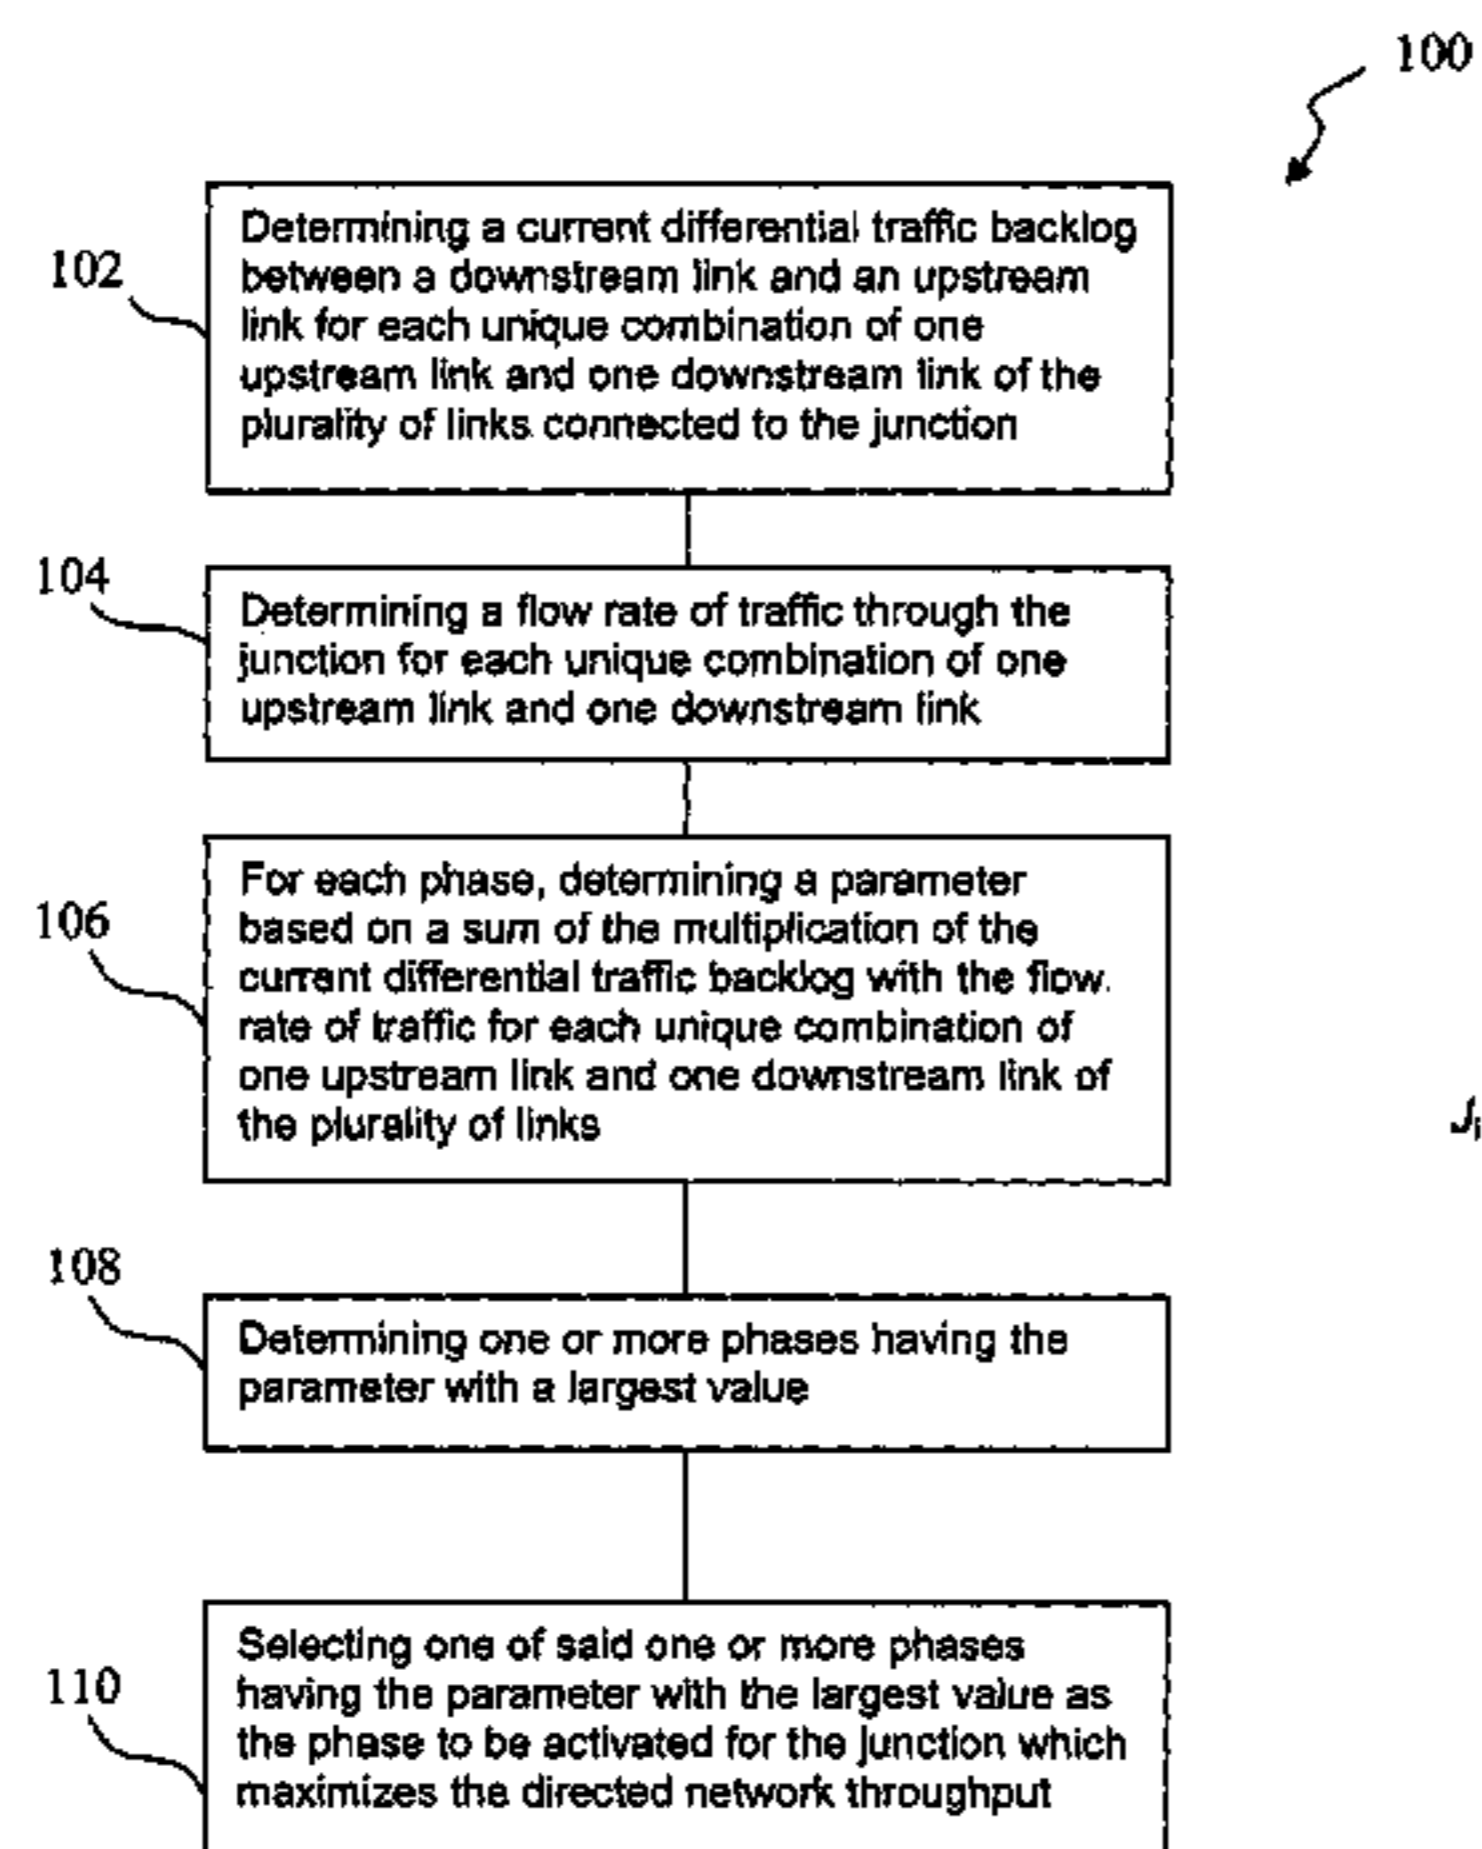 100
102
Determining a current differential traffic backlog
between a downstream link and an upstream
link for each unique combination of one
upstream link and one downstream link of the
plurality of links connected to the junction
104
Determining a flow rate of traffic through the
junction for each unique combination of one
upstream link and one downstream link
106
For each phase, determining a parameter
based on a sum of the multiplication of the
current differential traffic backlog with the flow.
rate of traffic for each unique combination of
one upstream link and one downstream link of
the plurality of links
Ji
108
Determining one or more phases having the
parameter with a largest value
110
Selecting one of said one or more phases
having the parameter with the largest value as
the phase to be activated for the junction which
maximizes the directed network throughput